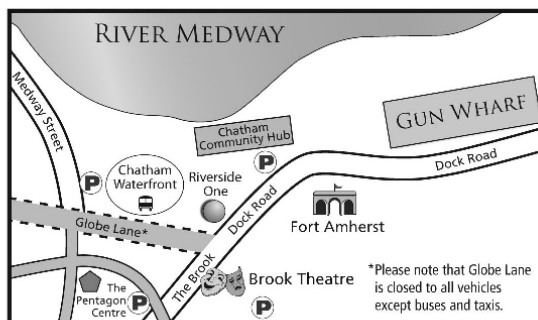 RIVER MEDWAY
Medway Street
GUN WHARF
Chatham
Community Hub
P
Dock Road
Chatham
Waterfront
P
Riverside
One
Dock Road
Fort Amherst
Globe Lane*
The Brook
Brook Theatre
The
Pentagon
Centre
P
P
*Please note that Globe Lane
is closed to all vehicles
except buses and taxis.